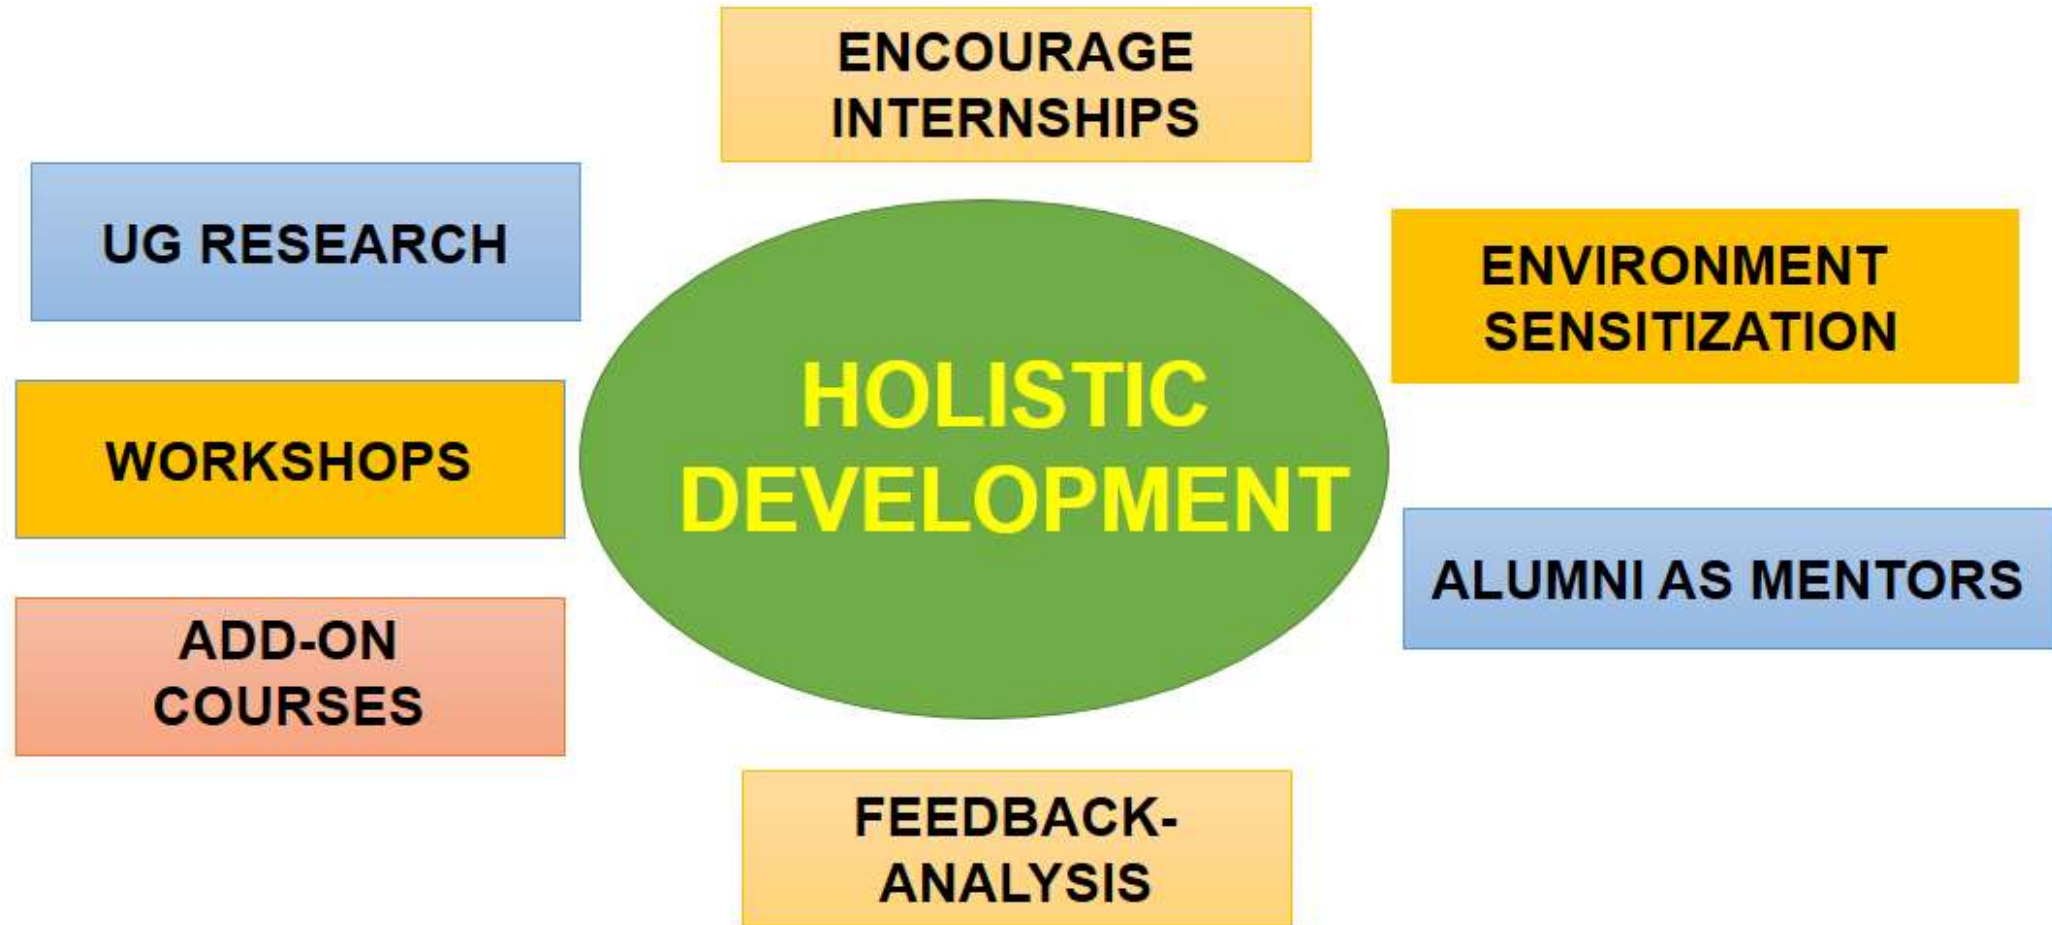 ENCOURAGE
INTERNSHIPS
UG RESEARCH
ENVIRONMENT
SENSITIZATION
HOLISTIC
DEVELOPMENT
WORKSHOPS
ALUMNI AS MENTORS
ADD-ON
COURSES
FEEDBACK-
ANALYSIS